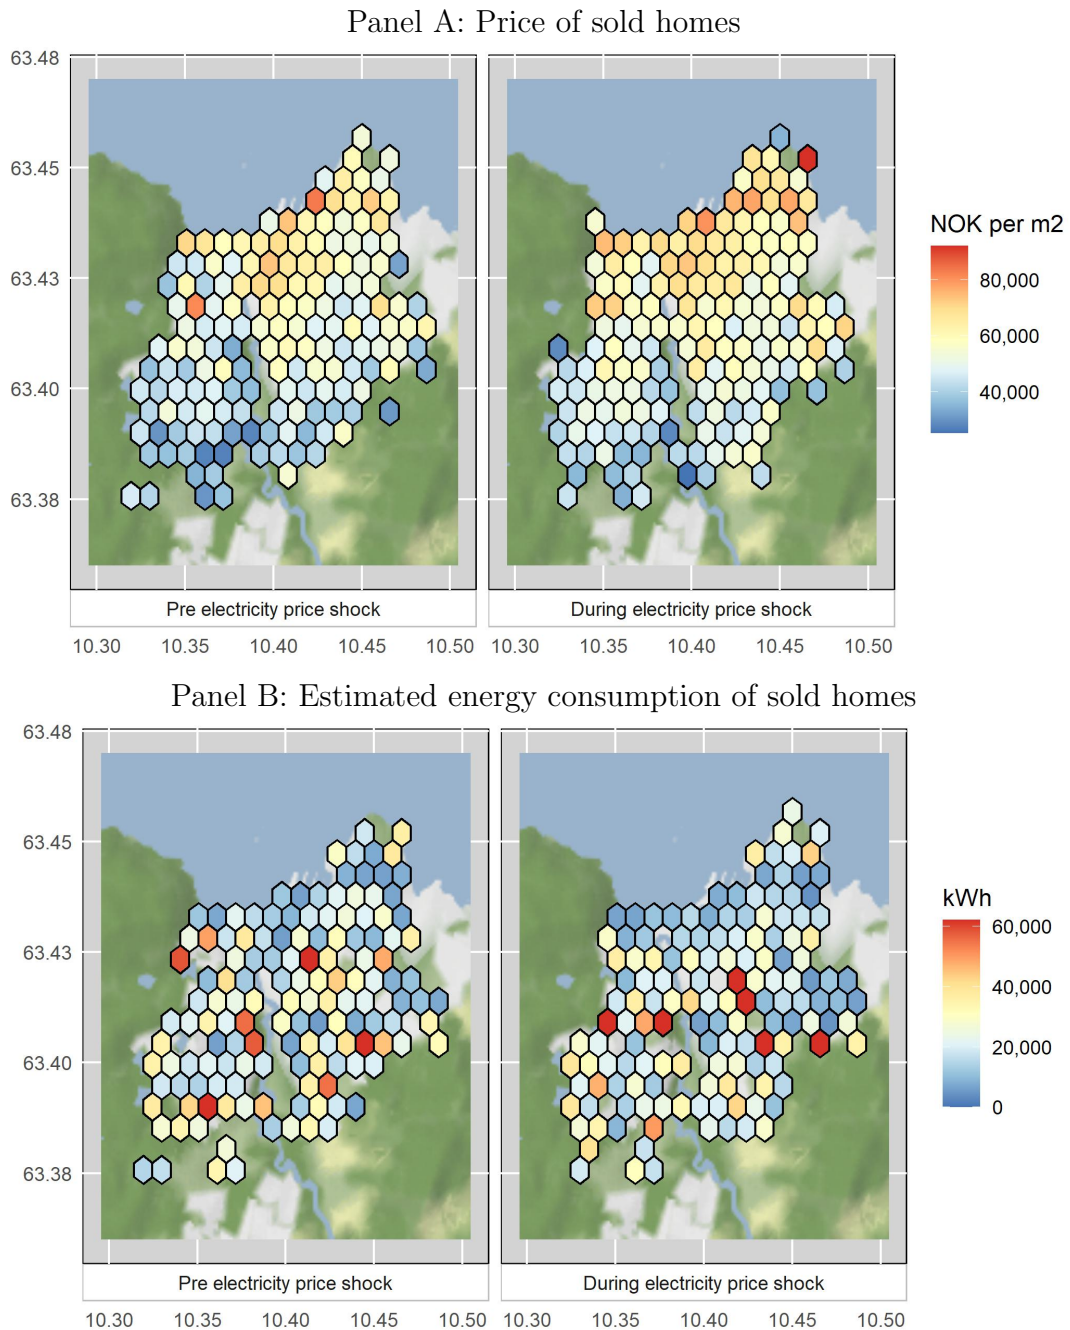 Panel A: Price of sold homes
63.48
63.45
63.43
63.40
63.38
NOK per m2
80,000
60,000
40,000
Pre electricity price shock
During electricity price shock
10.30 10.35 10.40 10.45 10.50
10.30 10.35 10.40 10.45 10.50
Panel B: Estimated energy consumption of sold homes
63.48
63.45
63.43
63.40
63.38
kWh
60,000
40,000
20,000
0
Pre electricity price shock
During electricity price shock
10.30 10.35 10.40 10.45 10.50
10.30 10.35 10.40 10.45 10.50